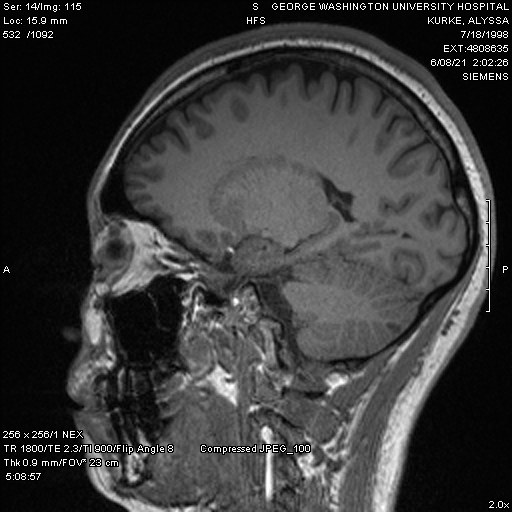 Ser: 14/Img: 115
Loc: 15.9 mm
532 /1092
S
HFS
GEORGE WASHINGTON UNIVERSITY HOSPITAL
KURKE, ALYSSA
7/18/1998
EXT:4808635
6/08/21 2:02:26
SIEMENS
A
P
256 x 256/1 NEX
TR 1800/TE 2.3/TI 900/Flip Angle 8
Thk 0.9 mm/FOV* 23 cm
5:08:57
Compressed JPEG_100
2.0x